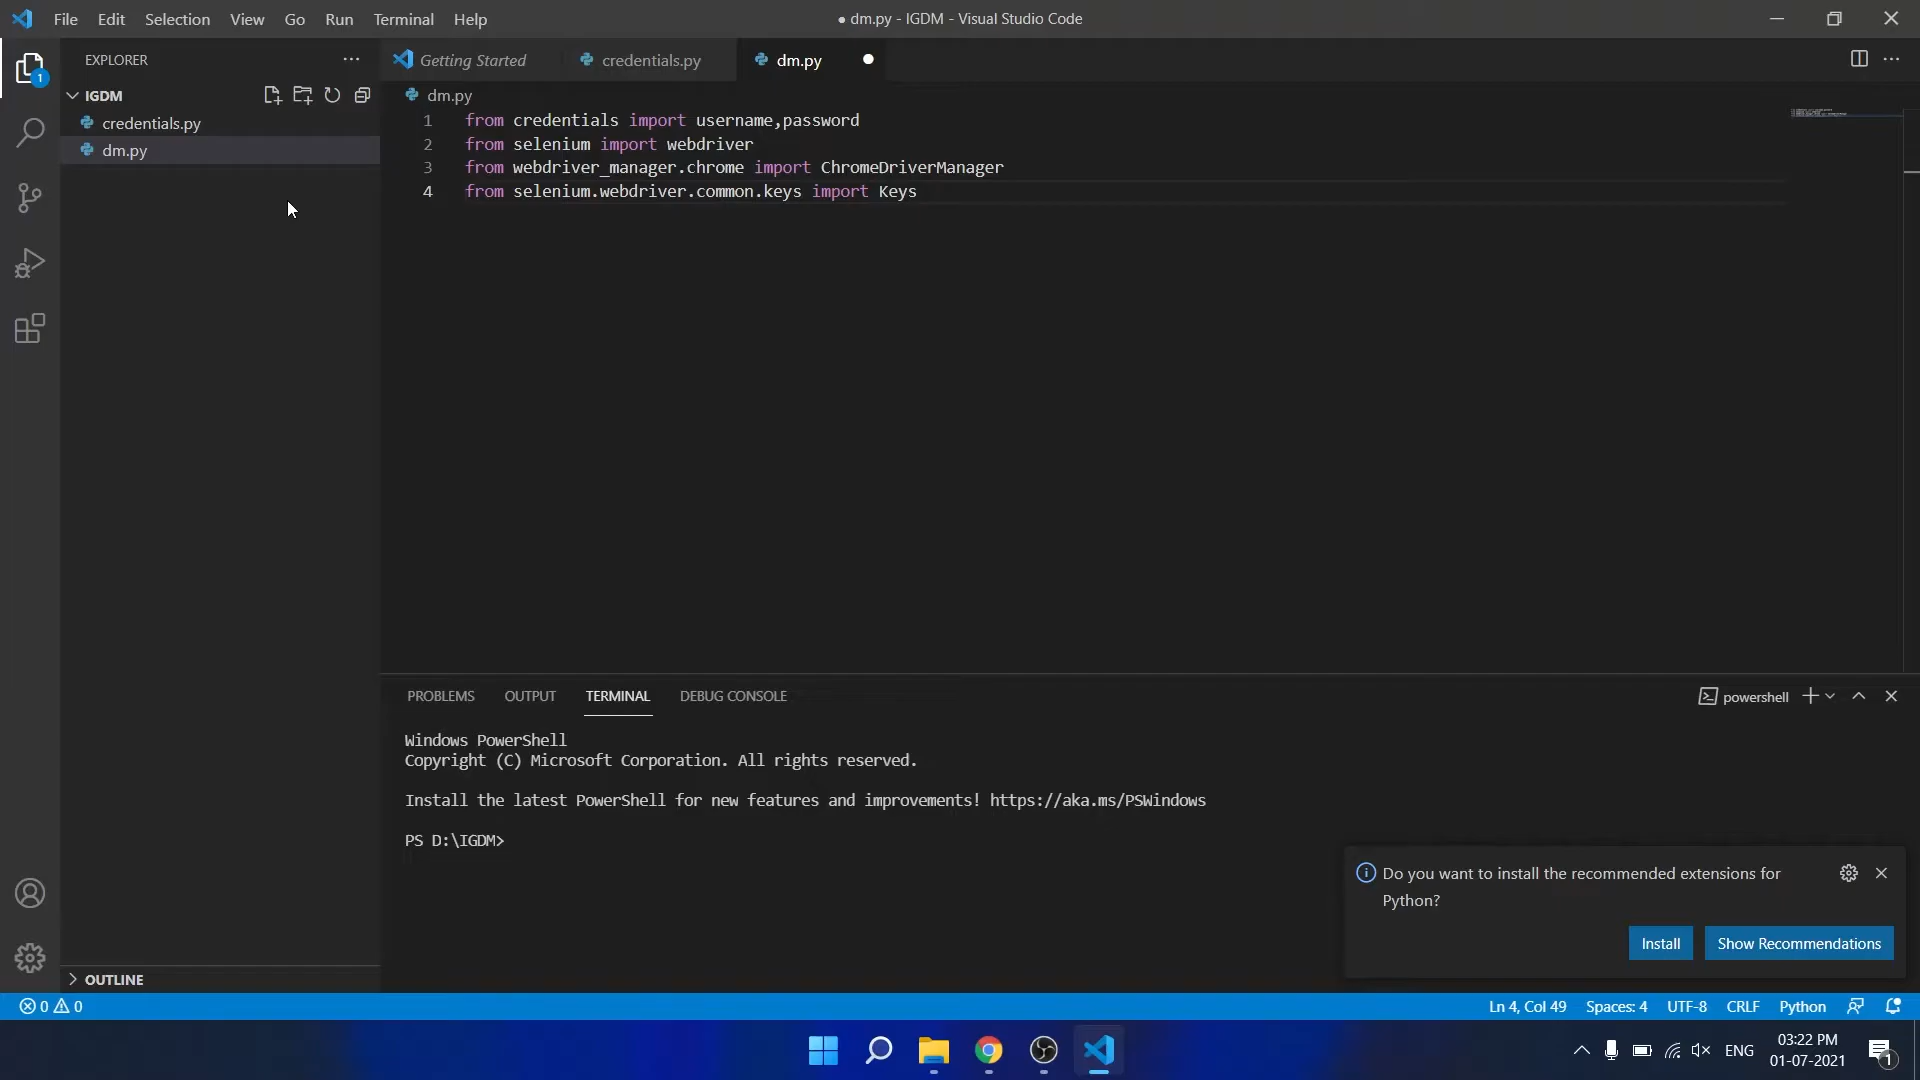 File Edit Selection View Go Run Terminal Help
● dm.py - IGDM - Visual Studio Code
EXPLORER
1
IGDM
credentials.py
dm.py
OUTLINE
Getting Started
credentials.py
dm.py
dm.py
1 from credentials import username,password
2 from selenium import webdriver
3 from webdriver_manager.chrome import ChromeDriverManager
4 from selenium.webdriver.common.keys import Keys
PROBLEMS OUTPUT TERMINAL DEBUG CONSOLE
powershell
Windows PowerShell
Copyright (C) Microsoft Corporation. All rights reserved.
Install the latest PowerShell for new features and improvements! https://aka.ms/PSWindows
PS D:\IGDM>
Do you want to install the recommended extensions for
Python?
Install Show Recommendations
0 0
Ln 4, Col 49 Spaces: 4 UTF-8 CRLF Python
ENG
03:22 PM
01-07-2021
1